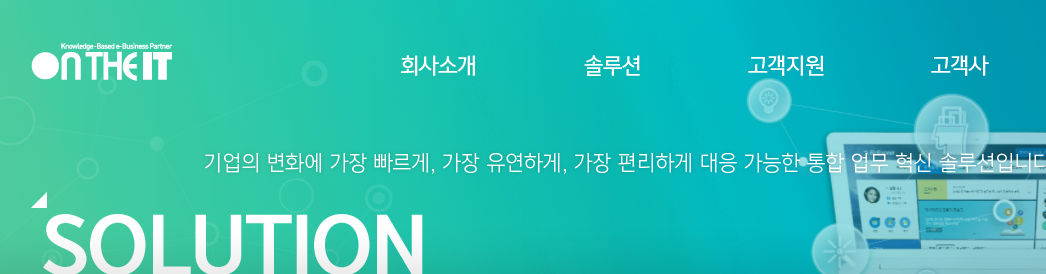 Knowledge-Based e-Business Partner
ON THE IT
회사소개 솔루션 고객지원 고객사
기업의 변화에 가장 빠르게, 가장 유연하게, 가장 편리하게 대응 가능한 통합 업무 혁신 솔루션입니다
SOLUTION